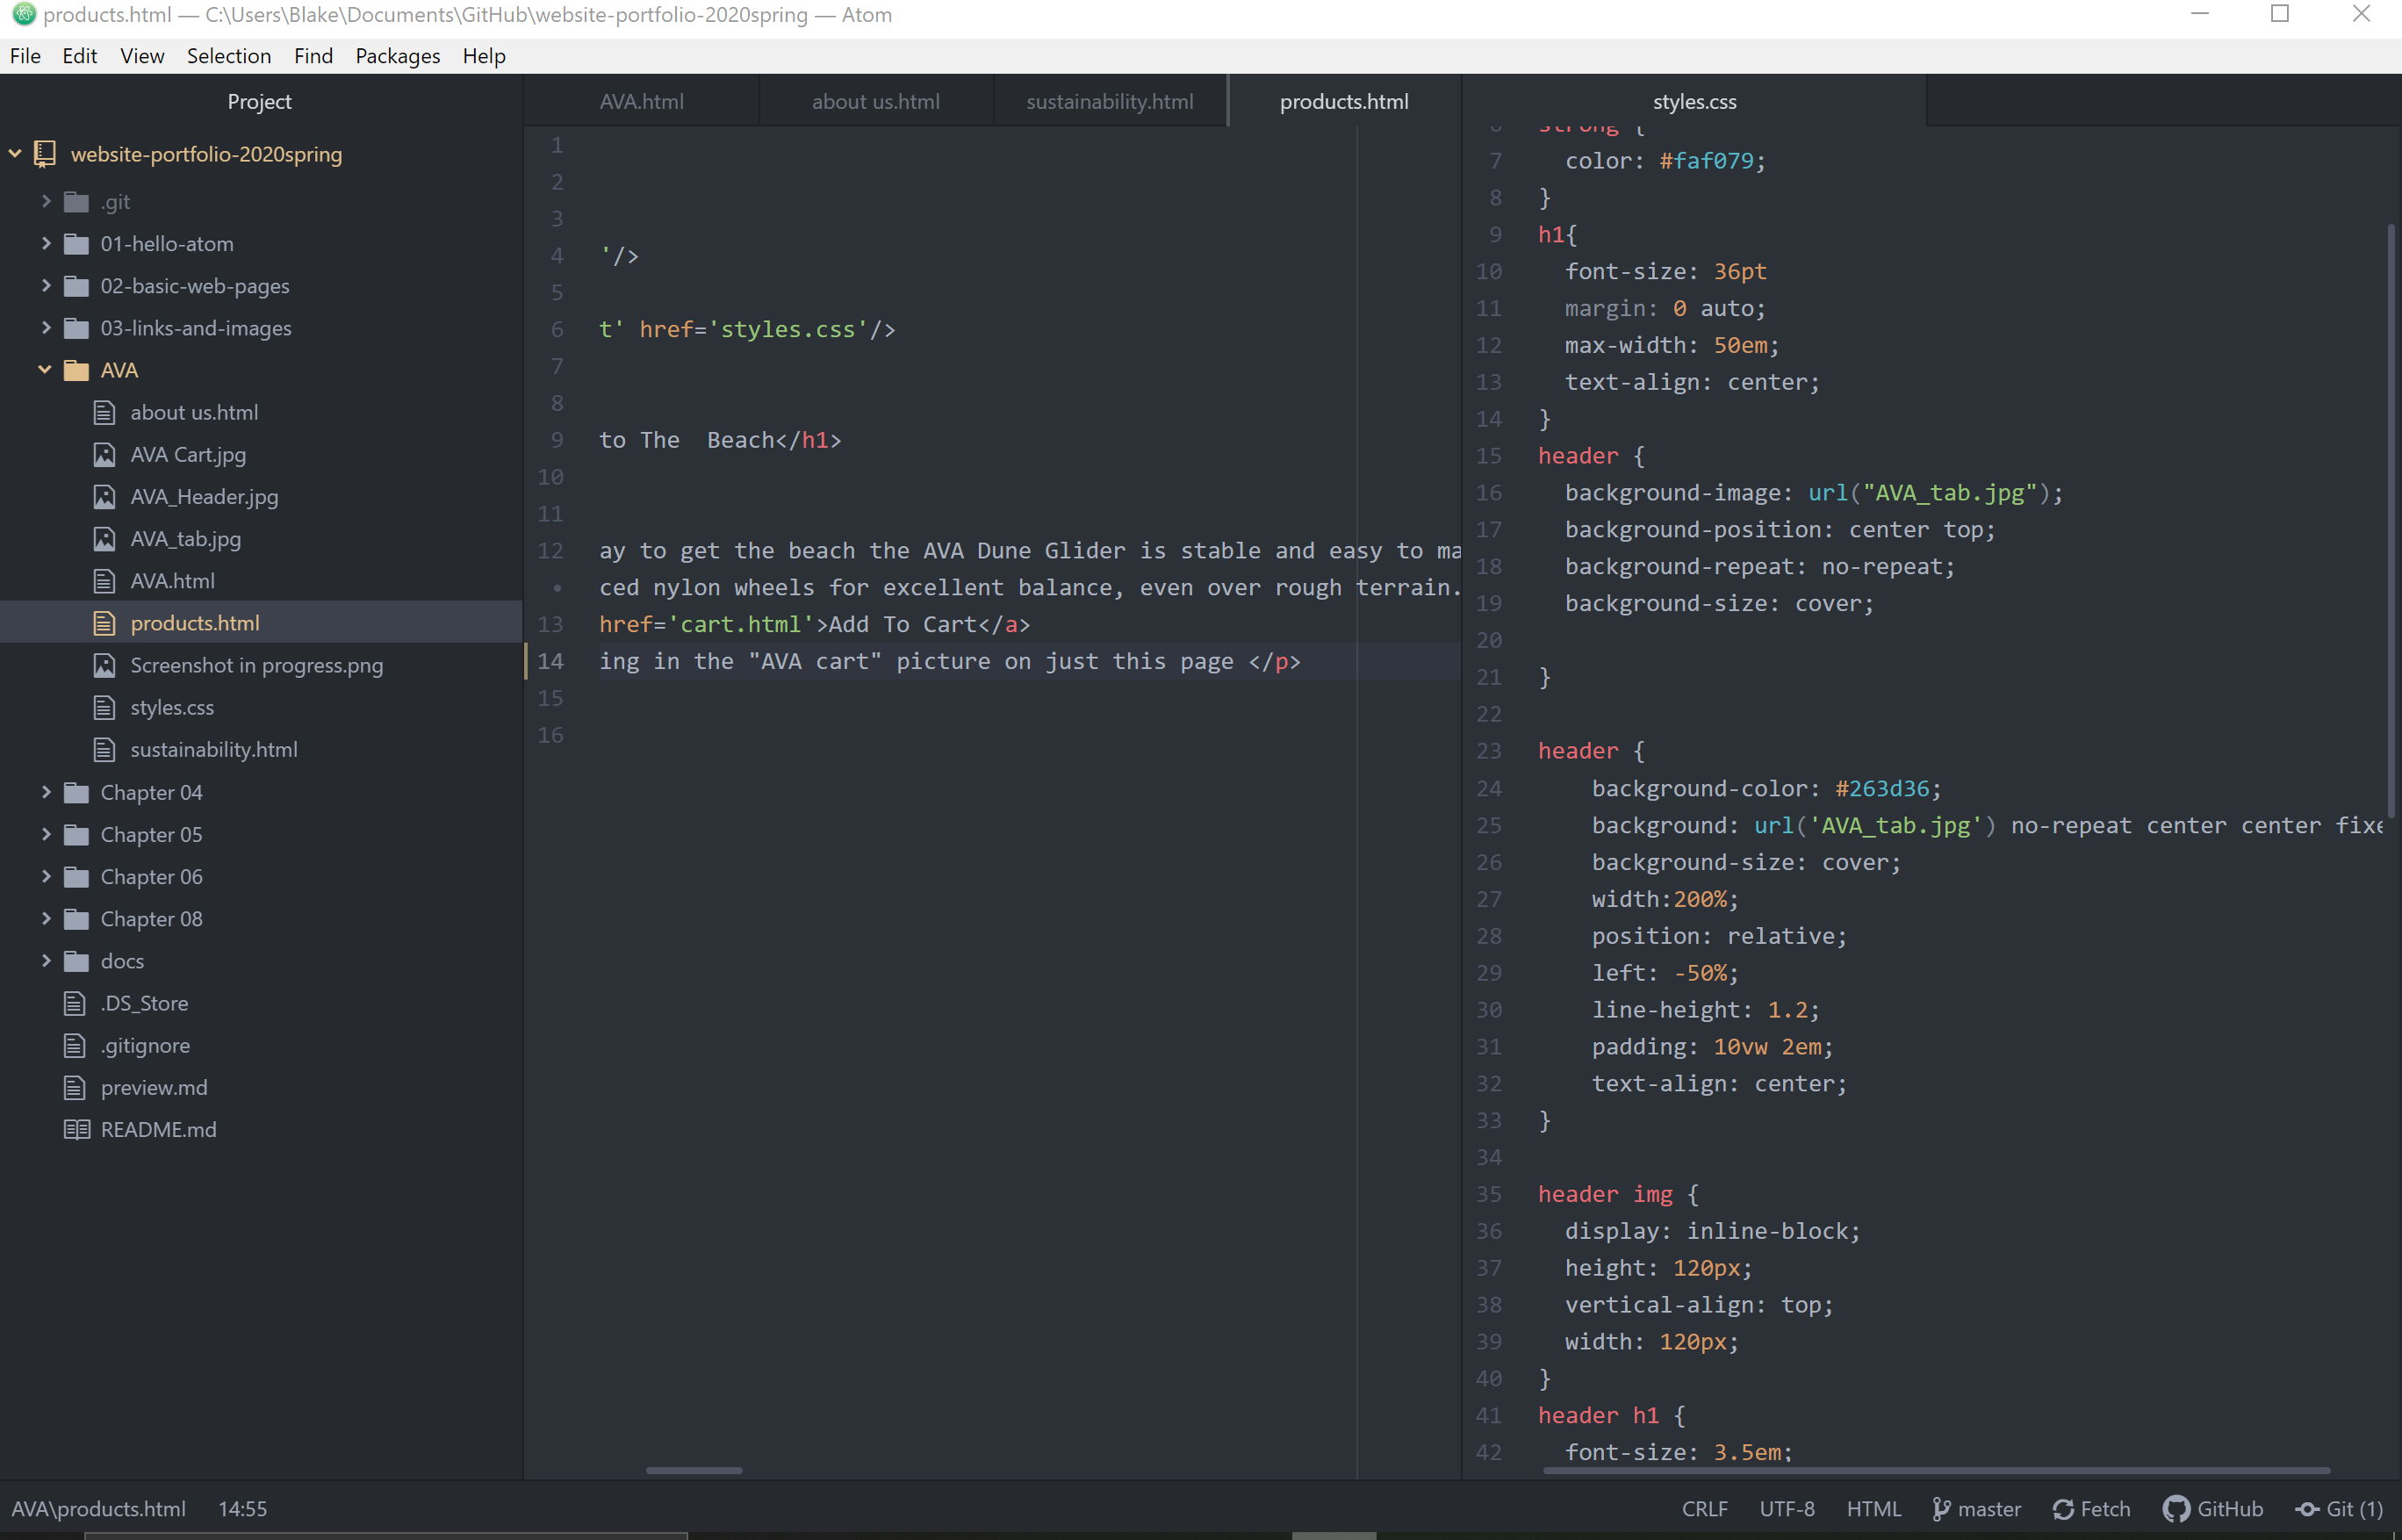 products.html — C:\Users\Blake\Documents\GitHub\website-portfolio-2020spring — Atom
File Edit View Selection Find Packages Help
Project
website-portfolio-2020spring
.git
01-hello-atom
02-basic-web-pages
03-links-and-images
AVA
about us.html
AVA Cart.jpg
AVA_Header.jpg
AVA_tab.jpg
AVA.html
products.html
Screenshot in progress.png
styles.css
sustainability.html
Chapter 04
Chapter 05
Chapter 06
Chapter 08
docs
.DS_Store
.gitignore
preview.md
README.md
AVA.html about us.html sustainability.html products.html
1
2
3
4 '/>
5
6 t' href='styles.css'/>
7
8
9 to The  Beach</h1>
10
11
12 ay to get the beach the AVA Dune Glider is stable and easy to ma
• ced nylon wheels for excellent balance, even over rough terrain.
13 href='cart.html'>Add To Cart</a>
14 ing in the "AVA cart" picture on just this page </p>
15
16
styles.css
6 strong {
7 color: #faf079;
8 }
9 h1{
10 font-size: 36pt
11 margin: 0 auto;
12 max-width: 50em;
13 text-align: center;
14 }
15 header {
16 background-image: url("AVA_tab.jpg");
17 background-position: center top;
18 background-repeat: no-repeat;
19 background-size: cover;
20
21 }
22
23 header {
24 background-color: #263d36;
25 background: url('AVA_tab.jpg') no-repeat center center fixe
26 background-size: cover;
27 width:200%;
28 position: relative;
29 left: -50%;
30 line-height: 1.2;
31 padding: 10vw 2em;
32 text-align: center;
33 }
34
35 header img {
36 display: inline-block;
37 height: 120px;
38 vertical-align: top;
39 width: 120px;
40 }
41 header h1 {
42 font-size: 3.5em;
AVA\products.html 14:55 CRLF UTF-8 HTML master Fetch GitHub Git (1)